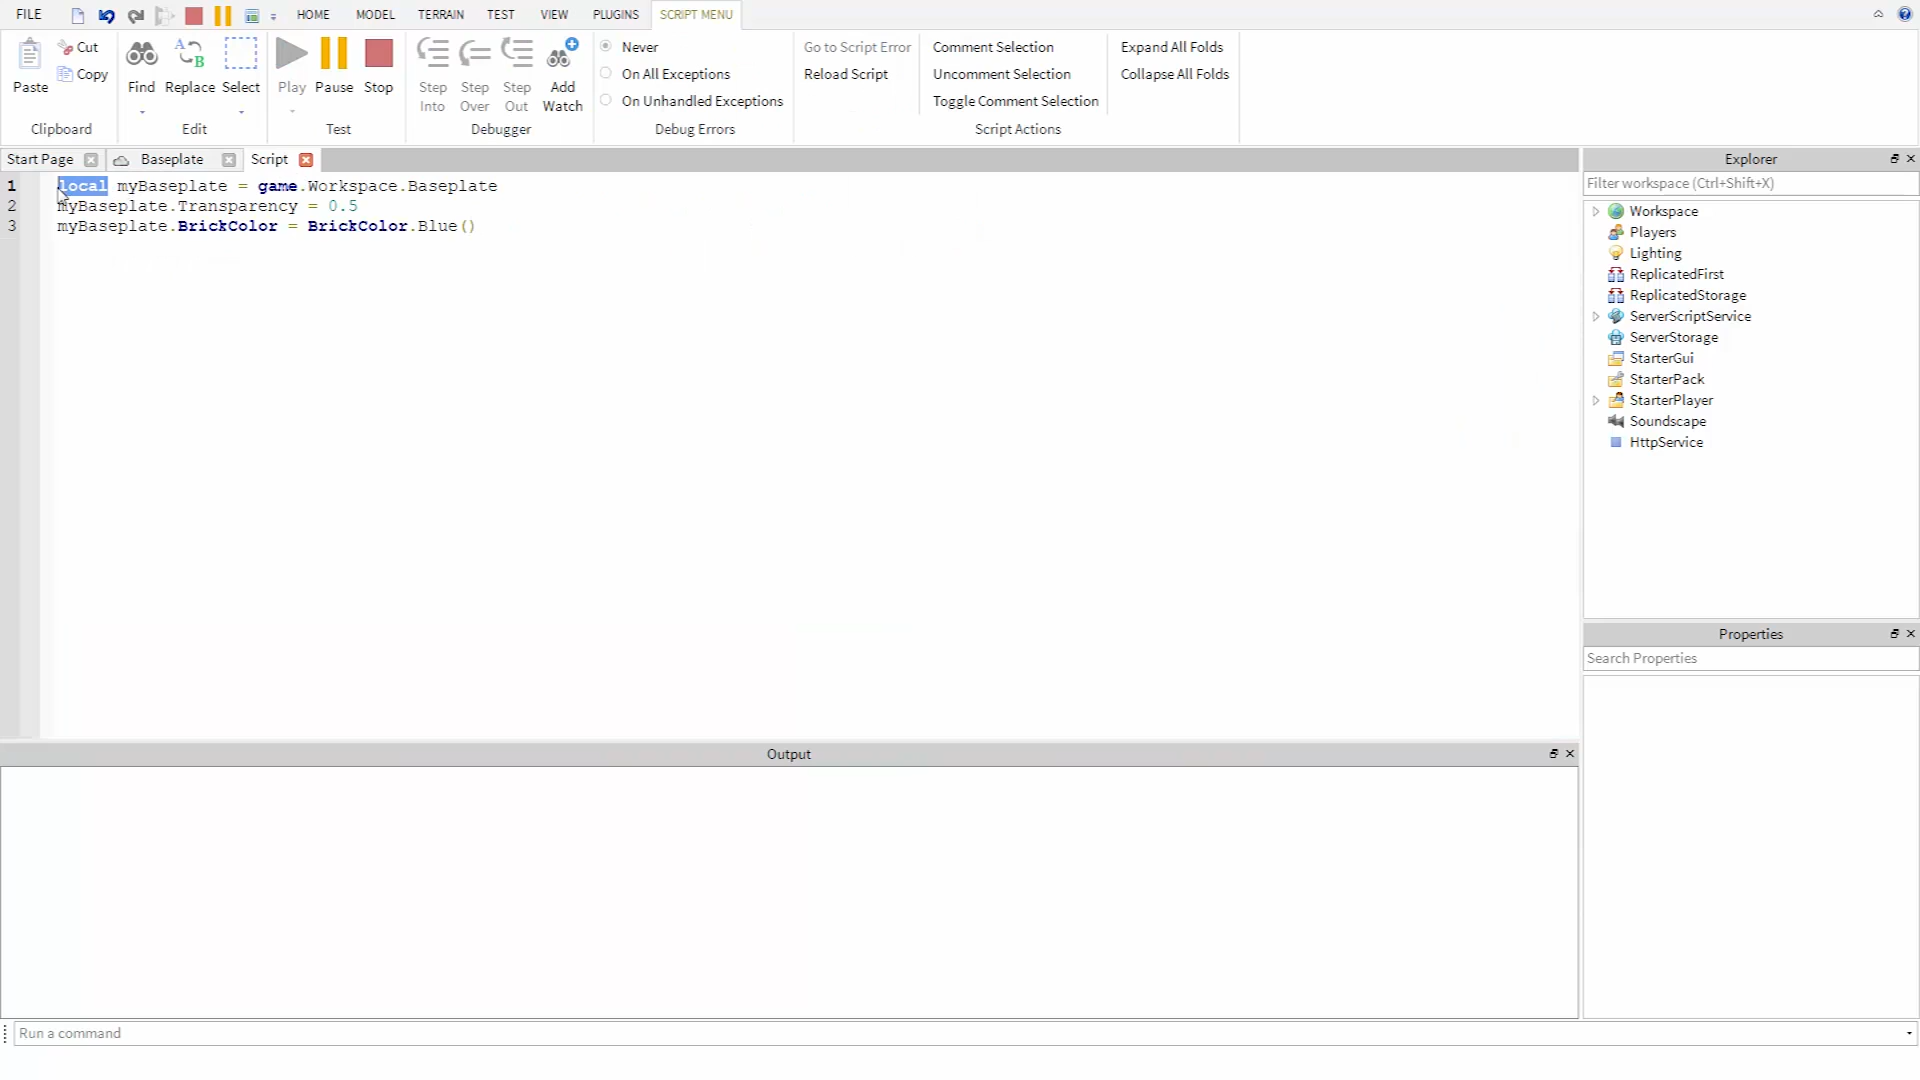 FILE
HOME
MODEL
TERRAIN
TEST
VIEW
PLUGINS
SCRIPT MENU
Paste
Cut
Copy
Clipboard
A
B
Find
Replace
Select
Edit
Play
Pause
Stop
Test
Step Into
Step Over
Step Out
Add Watch
Debugger
Never
On All Exceptions
On Unhandled Exceptions
Debug Errors
Go to Script Error
Reload Script
Comment Selection
Uncomment Selection
Toggle Comment Selection
Script Actions
Expand All Folds
Collapse All Folds
Start Page
Baseplate
Script
1 local myBaseplate = game.Workspace.Baseplate
2 myBaseplate.Transparency = 0.5
3 myBaseplate.BrickColor = BrickColor.Blue()
Explorer
Filter workspace (Ctrl+Shift+X)
Workspace
Players
Lighting
ReplicatedFirst
ReplicatedStorage
ServerScriptService
ServerStorage
StarterGui
StarterPack
StarterPlayer
Soundscape
HttpService
Properties
Search Properties
Output
Run a command